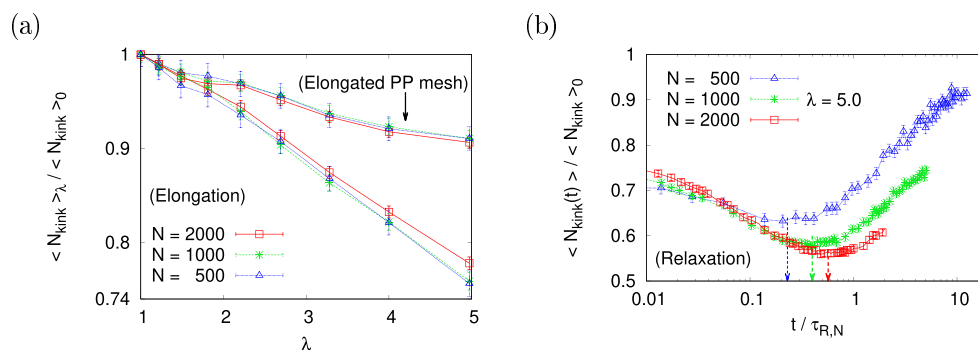 (a)
< N_kink >_λ / < N_kink >_0
1
0.9
0.8
0.74
(Elongated PP mesh)
(Elongation)
N = 2000
N = 1000
N = 500
1
2
3
4
5
λ
(b)
< N_kink(t) > / < N_kink >_0
1
0.9
0.8
0.7
0.6
0.5
N = 500
N = 1000
N = 2000
λ = 5.0
(Relaxation)
0.01
0.1
1
10
t / τ_R,N